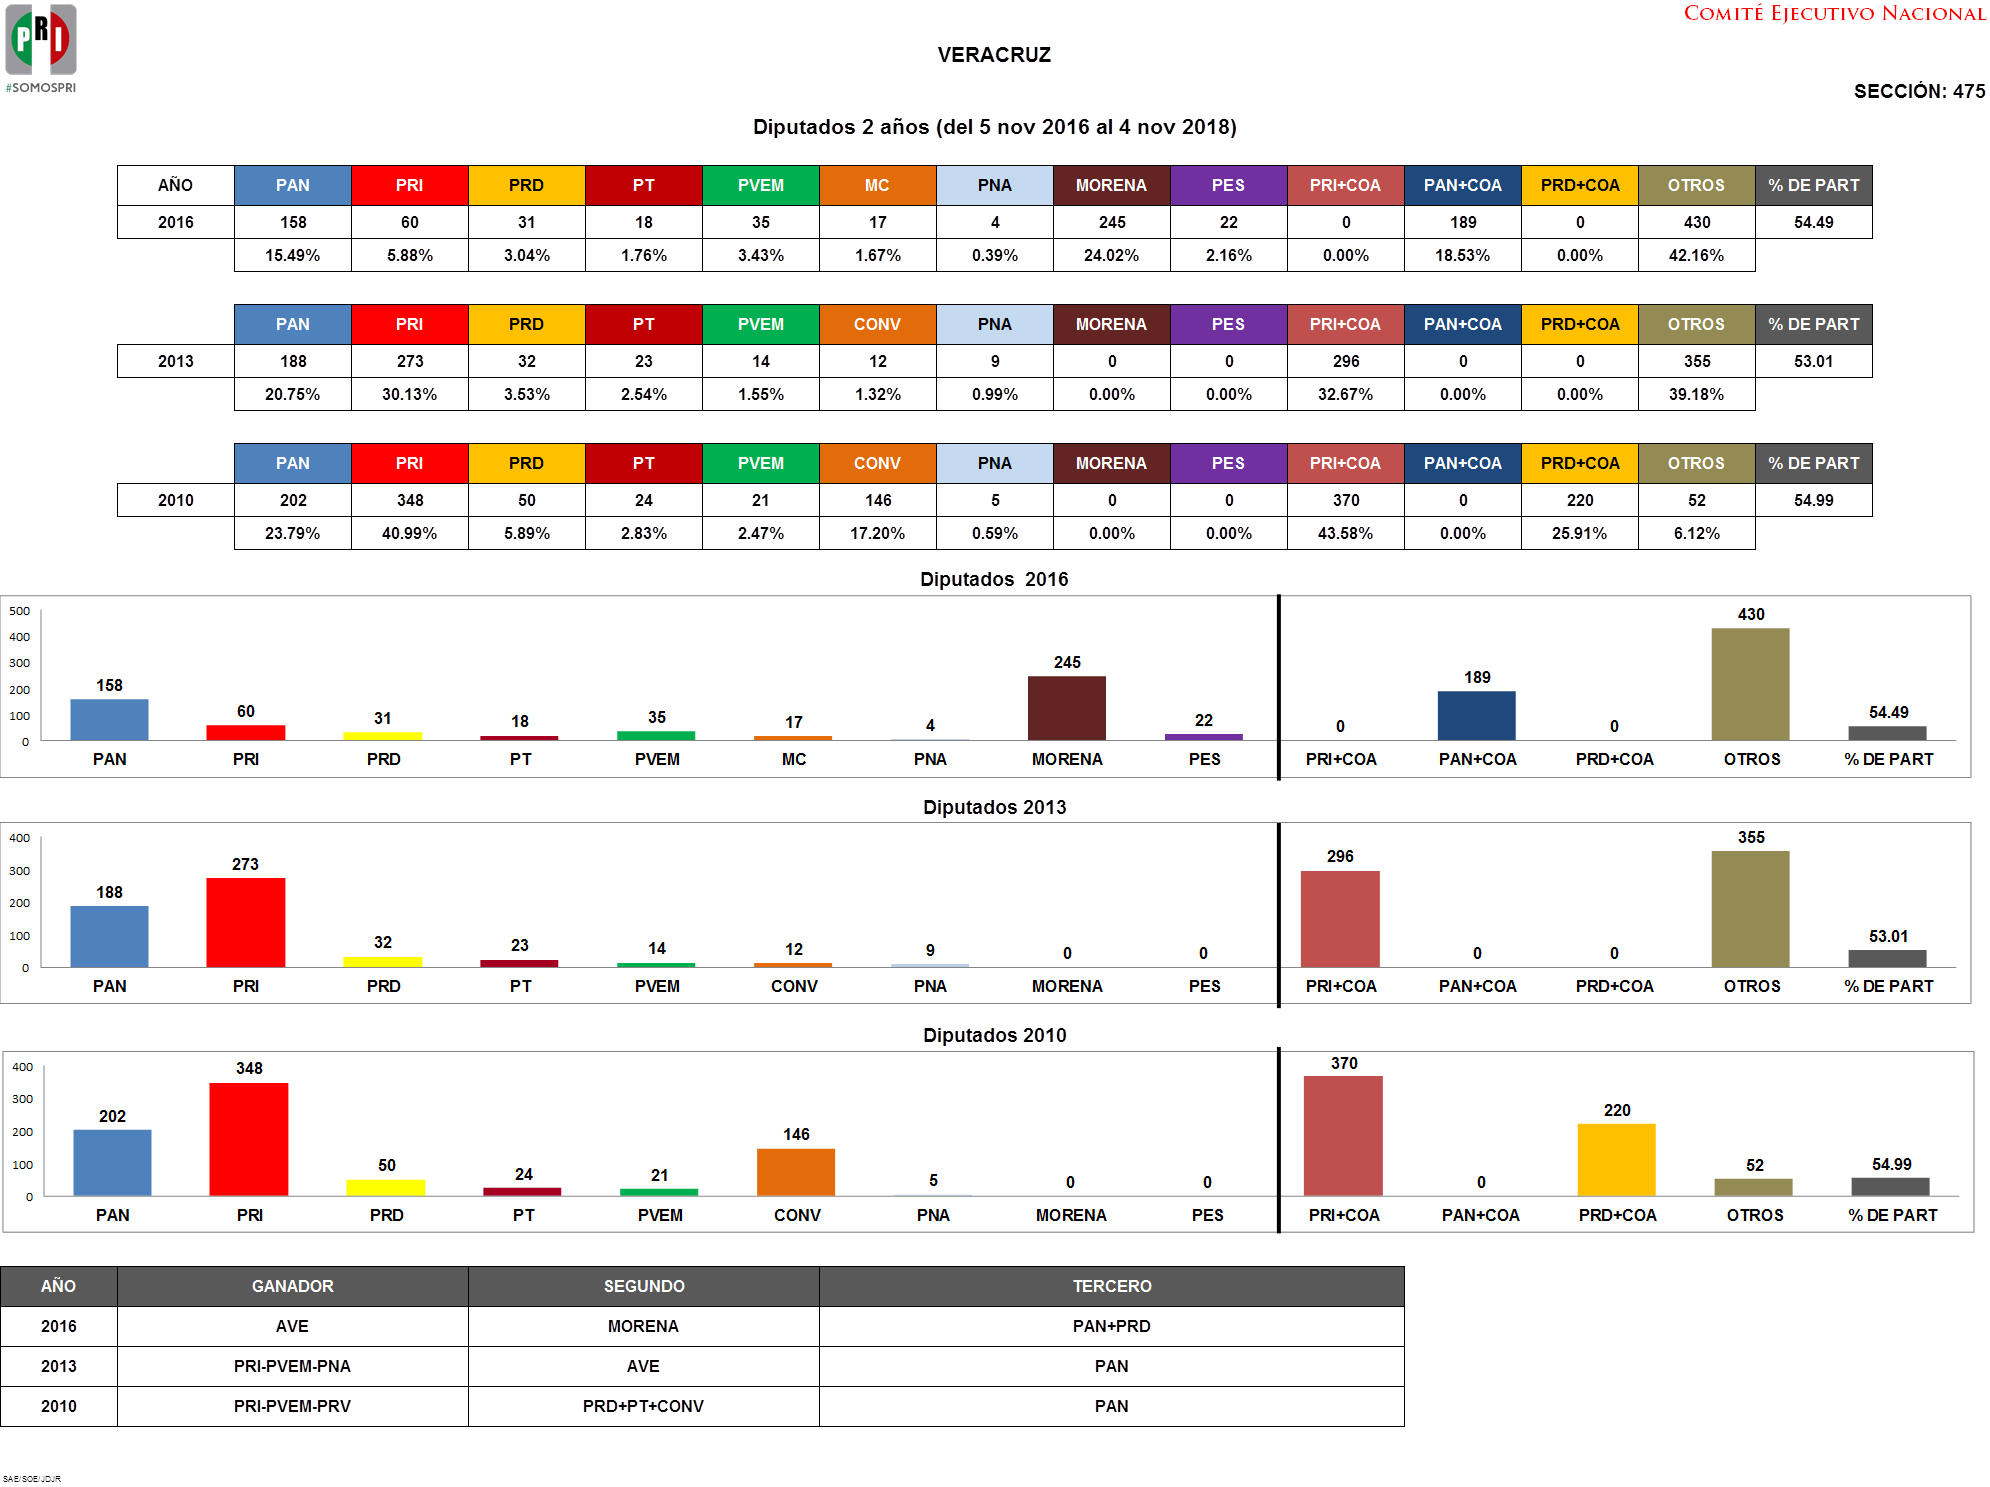 PRI
#SOMOSPRI
COMITÉ EJECUTIVO NACIONAL
VERACRUZ
SECCIÓN: 475
Diputados 2 años (del 5 nov 2016 al 4 nov 2018)
AÑO PAN PRI PRD PT PVEM MC PNA MORENA PES PRI+COA PAN+COA PRD+COA OTROS % DE PART
2016 158 60 31 18 35 17 4 245 22 0 189 0 430 54.49
15.49% 5.88% 3.04% 1.76% 3.43% 1.67% 0.39% 24.02% 2.16% 0.00% 18.53% 0.00% 42.16%
PAN PRI PRD PT PVEM CONV PNA MORENA PES PRI+COA PAN+COA PRD+COA OTROS % DE PART
2013 188 273 32 23 14 12 9 0 0 296 0 0 355 53.01
20.75% 30.13% 3.53% 2.54% 1.55% 1.32% 0.99% 0.00% 0.00% 32.67% 0.00% 0.00% 39.18%
PAN PRI PRD PT PVEM CONV PNA MORENA PES PRI+COA PAN+COA PRD+COA OTROS % DE PART
2010 202 348 50 24 21 146 5 0 0 370 0 220 52 54.99
23.79% 40.99% 5.89% 2.83% 2.47% 17.20% 0.59% 0.00% 0.00% 43.58% 0.00% 25.91% 6.12%
Diputados 2016
500
400
300
200
100
0
158 60 31 18 35 17 4 245 22 0 189 0 430 54.49
PAN PRI PRD PT PVEM MC PNA MORENA PES PRI+COA PAN+COA PRD+COA OTROS % DE PART
Diputados 2013
400
300
200
100
0
188 273 32 23 14 12 9 0 0 296 0 0 355 53.01
PAN PRI PRD PT PVEM CONV PNA MORENA PES PRI+COA PAN+COA PRD+COA OTROS % DE PART
Diputados 2010
400
300
200
100
0
202 348 50 24 21 146 5 0 0 370 0 220 52 54.99
PAN PRI PRD PT PVEM CONV PNA MORENA PES PRI+COA PAN+COA PRD+COA OTROS % DE PART
AÑO GANADOR SEGUNDO TERCERO
2016 AVE MORENA PAN+PRD
2013 PRI-PVEM-PNA AVE PAN
2010 PRI-PVEM-PRV PRD+PT+CONV PAN
SAE/SOE/JDJR